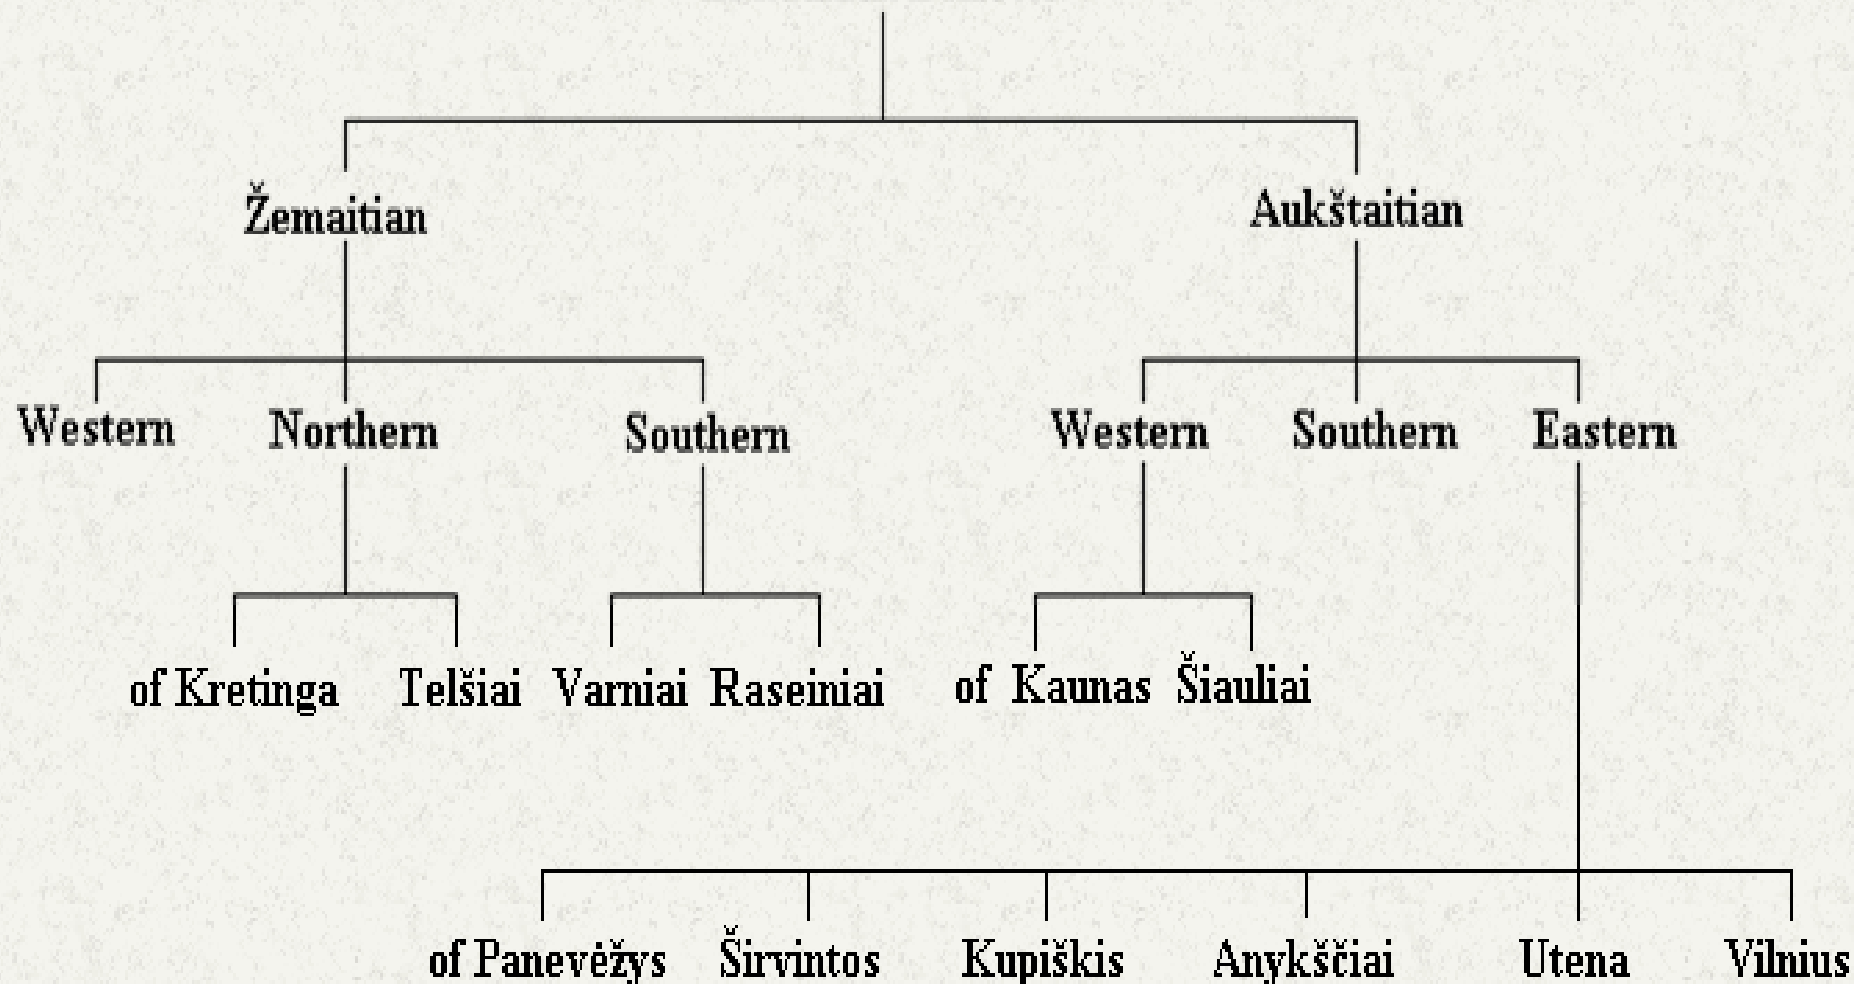 Žemaitian Aukštaitian
Western Northern Southern Western Southern Eastern
of Kretinga Telšiai Varniai Raseiniai of Kaunas Šiauliai
of Panevėžys Širvintos Kupiškis Anykščiai Utena Vilnius